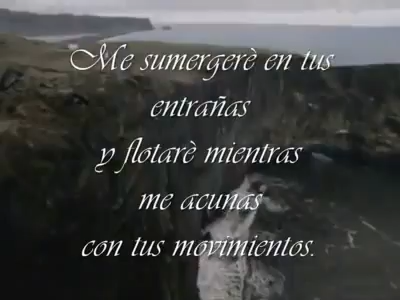 Me sumergerè en tus
entrañas
y flotarè mientras
me acunas
con tus movimientos.